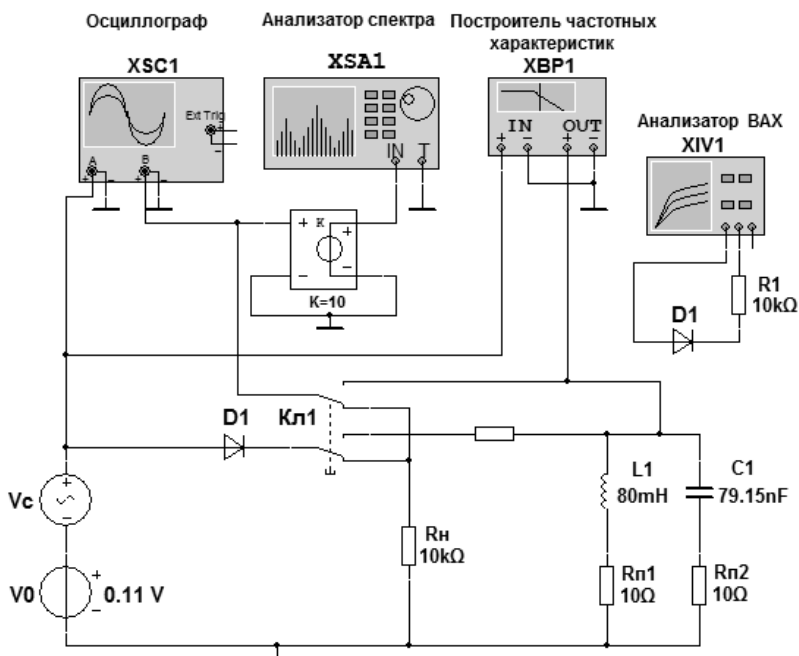 Осциллограф
XSC1
Ext Trig
+
-
A
B
+ - + -
Анализатор спектра
XSA1
IN T
Построитель частотных
характеристик
XBP1
IN OUT
+ - + -
Анализатор ВАХ
XIV1
R1
10kΩ
D1
+ K +
- -
K=10
D1 Кл1
Vc
+
-
V0
+
-
0.11 V
Rн
10kΩ
L1
80mH
C1
79.15nF
Rп1
10Ω
Rп2
10Ω